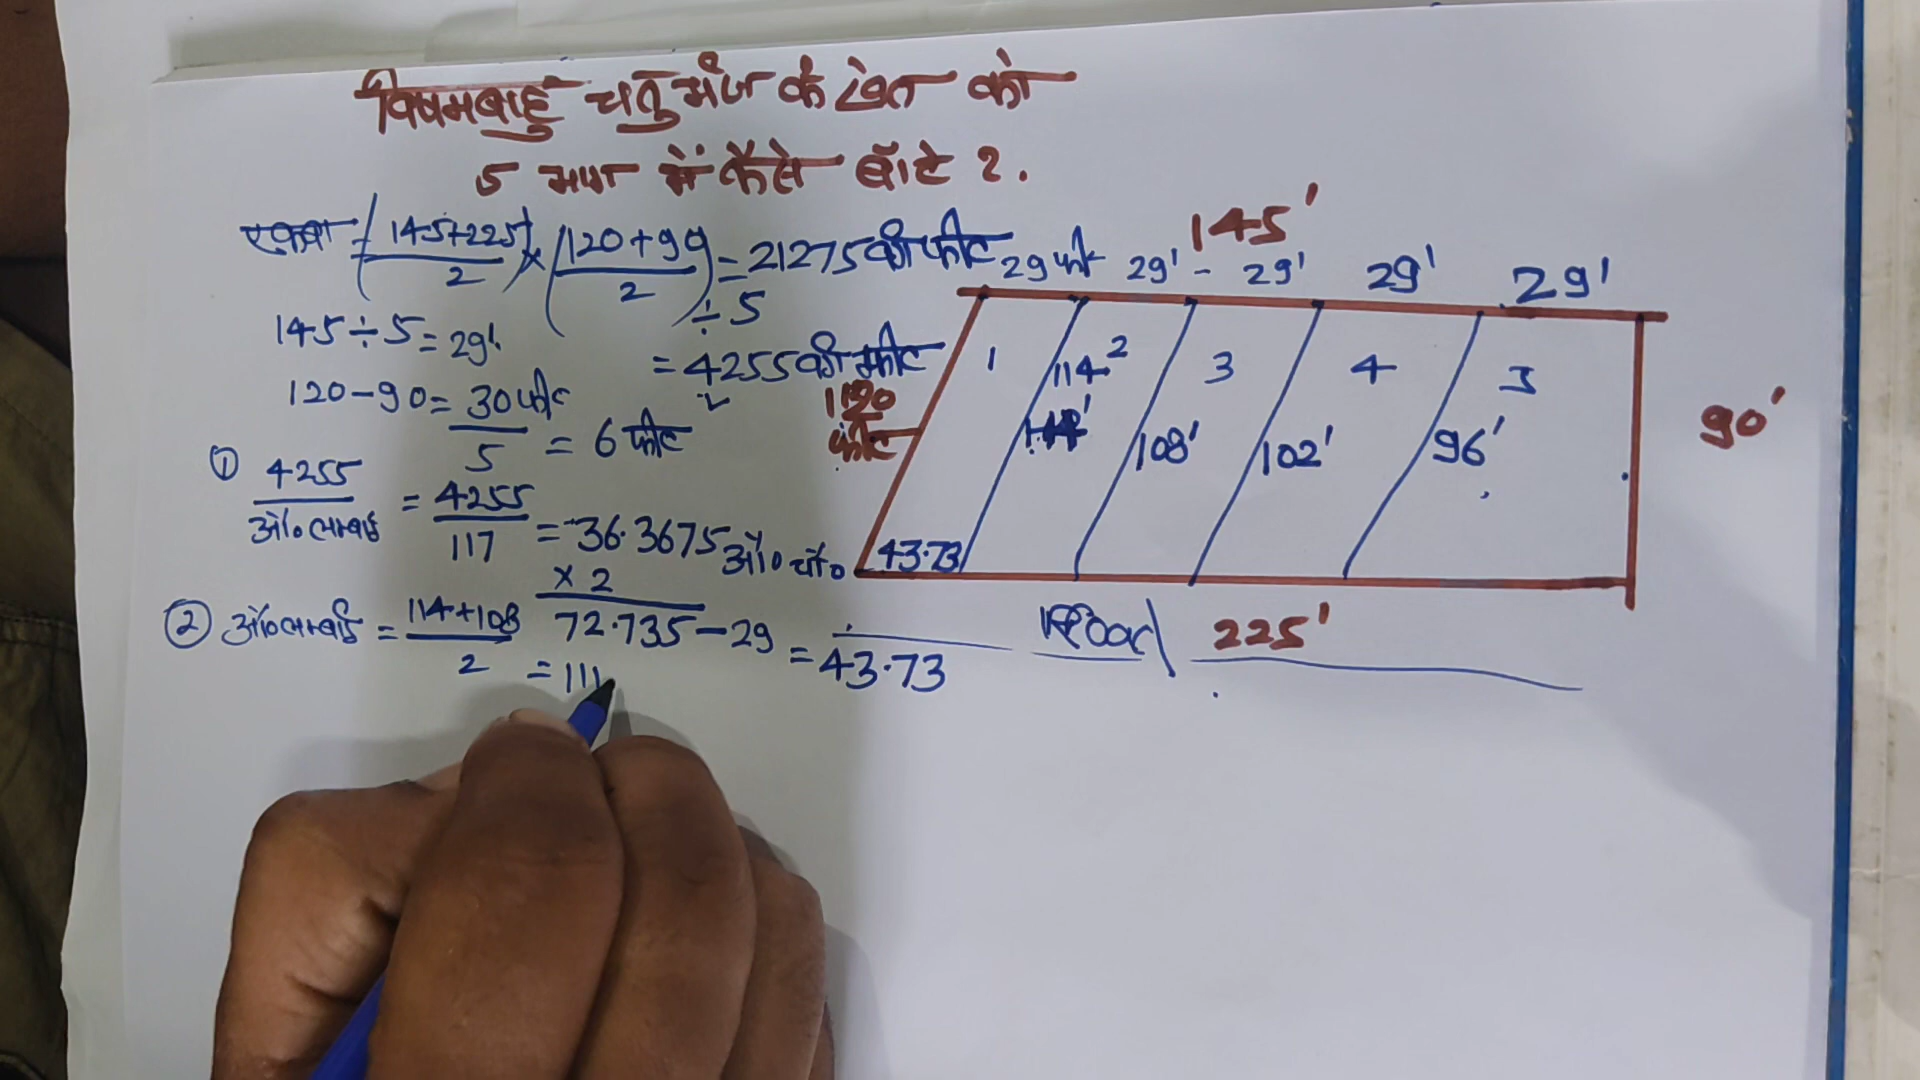 विषमबाहु चतुर्भुज के खेत को
5 भाग में कैसे बाँटे ?.
रकबा = (145+225/2) × (120+90/2) = 21275 वर्ग फीट
÷ 5
= 4255 वर्ग फीट
145 ÷ 5 = 29'
120-90 = 30 फीट / 5 = 6 फीट
① 4255/औ० लम्बाई = 4255/117 = 36.3675 औ० चौ०
× 2
72.735 - 29 = 43.73
② औ० लम्बाई = 114+108/2 = 111
145'
29 फीट 29' - 29' 29' 29'
1 2 3 4 5
120 फीट
114' 108' 102' 96'
90'
43.73
225'